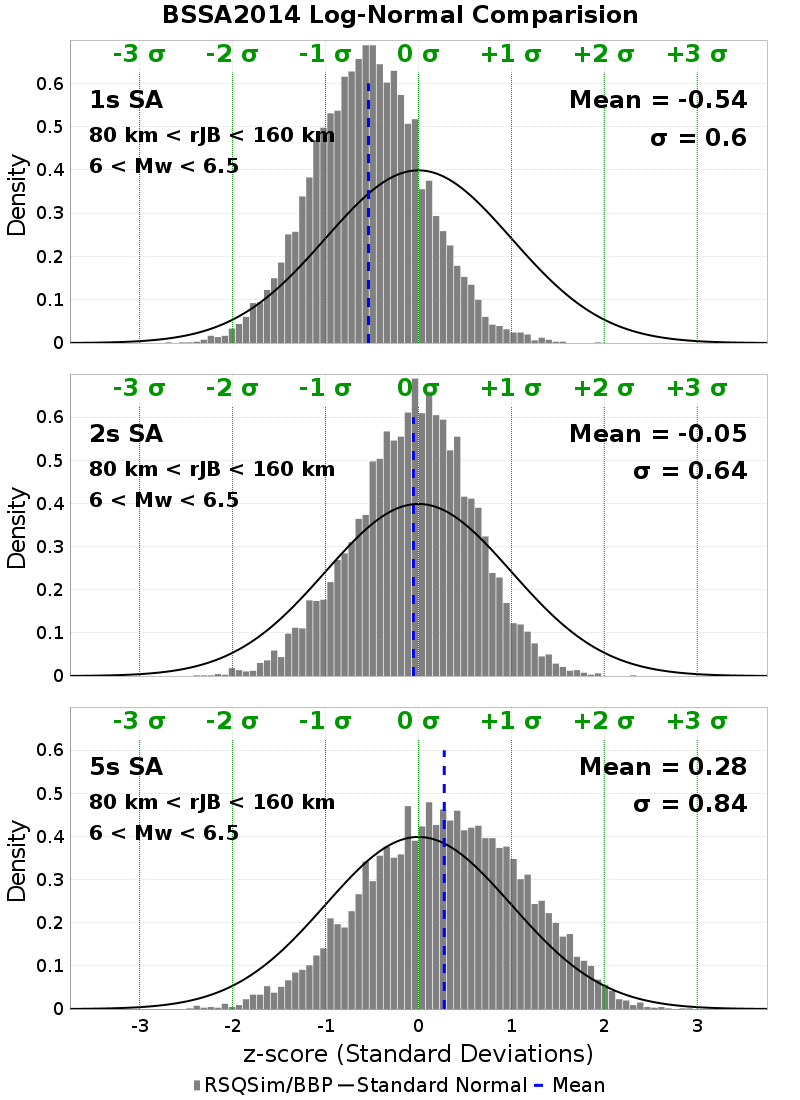 BSSA2014 Log-Normal Comparision
-3 σ -2 σ -1 σ 0 σ +1 σ +2 σ +3 σ
0.6
1s SA Mean = -0.54
0.5
80 km < rJB < 160 km σ = 0.6
0.4
6 < Mw < 6.5
Density
0.3
0.2
0.1
0
-3 σ -2 σ -1 σ 0 σ +1 σ +2 σ +3 σ
0.6
2s SA Mean = -0.05
0.5
80 km < rJB < 160 km σ = 0.64
0.4
6 < Mw < 6.5
Density
0.3
0.2
0.1
0
-3 σ -2 σ -1 σ 0 σ +1 σ +2 σ +3 σ
0.6
5s SA Mean = 0.28
0.5
80 km < rJB < 160 km σ = 0.84
0.4
6 < Mw < 6.5
Density
0.3
0.2
0.1
0
-3 -2 -1 0 1 2 3
z-score (Standard Deviations)
RSQSim/BBP Standard Normal Mean